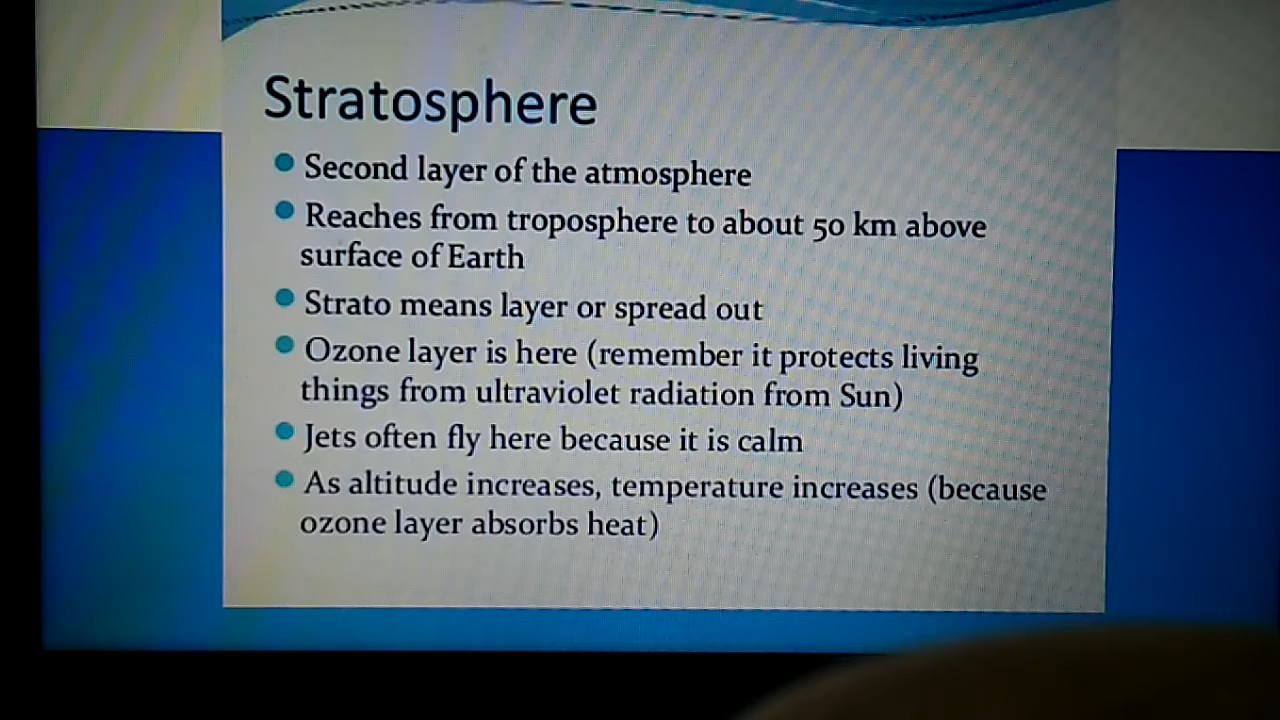 Stratosphere
Second layer of the atmosphere
Reaches from troposphere to about 50 km above
surface of Earth
Strato means layer or spread out
Ozone layer is here (remember it protects living
things from ultraviolet radiation from Sun)
Jets often fly here because it is calm
As altitude increases, temperature increases (because
ozone layer absorbs heat)